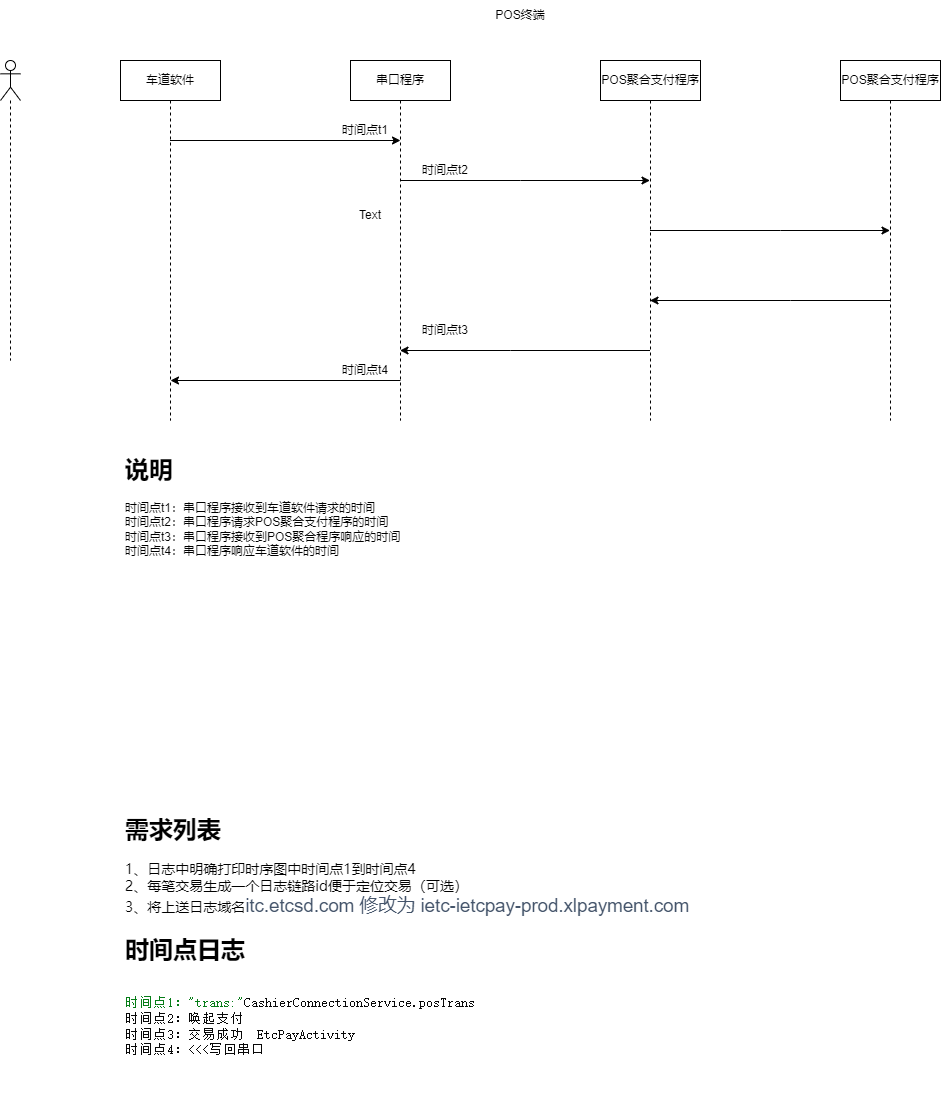 POS终端
车道软件
串口程序
POS聚合支付程序
POS聚合支付程序
时间点t1
时间点t2
Text
时间点t3
时间点t4
说明
时间点t1：串口程序接收到车道软件请求的时间
时间点t2：串口程序请求POS聚合支付程序的时间
时间点t3：串口程序接收到POS聚合程序响应的时间
时间点t4：串口程序响应车道软件的时间
需求列表
1、日志中明确打印时序图中时间点1到时间点4
2、每笔交易生成一个日志链路id便于定位交易（可选）
3、将上送日志域名itc.etcsd.com 修改为 ietc-ietcpay-prod.xlpayment.com
时间点日志
时间点1："trans:"CashierConnectionService.posTrans
时间点2：唤起支付
时间点3：交易成功  EtcPayActivity
时间点4：<<<写回串口